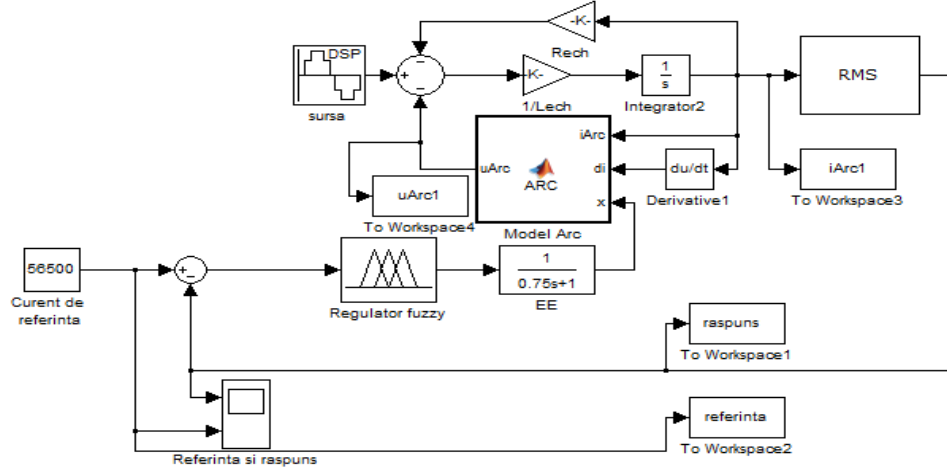 -K-
Rech
DSP
sursa
+
−
−
-K-
1/Lech
1
s
Integrator2
RMS
iArc
uArc
di
ARC
x
Model Arc
du/dt
Derivative1
iArc1
To Workspace3
uArc1
To Workspace4
56500
Curent de
referinta
+
−
Regulator fuzzy
1
0.75s+1
EE
raspuns
To Workspace1
referinta
To Workspace2
Referinta si raspuns